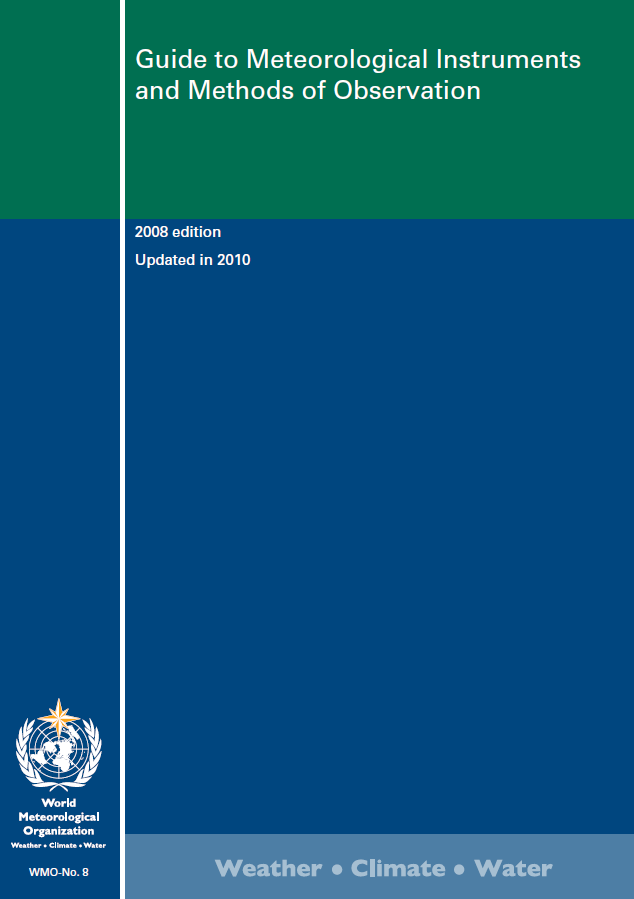 Guide to Meteorological Instruments
and Methods of Observation
2008 edition
Updated in 2010
World
Meteorological
Organization
Weather • Climate • Water
WMO-No. 8
Weather • Climate • Water